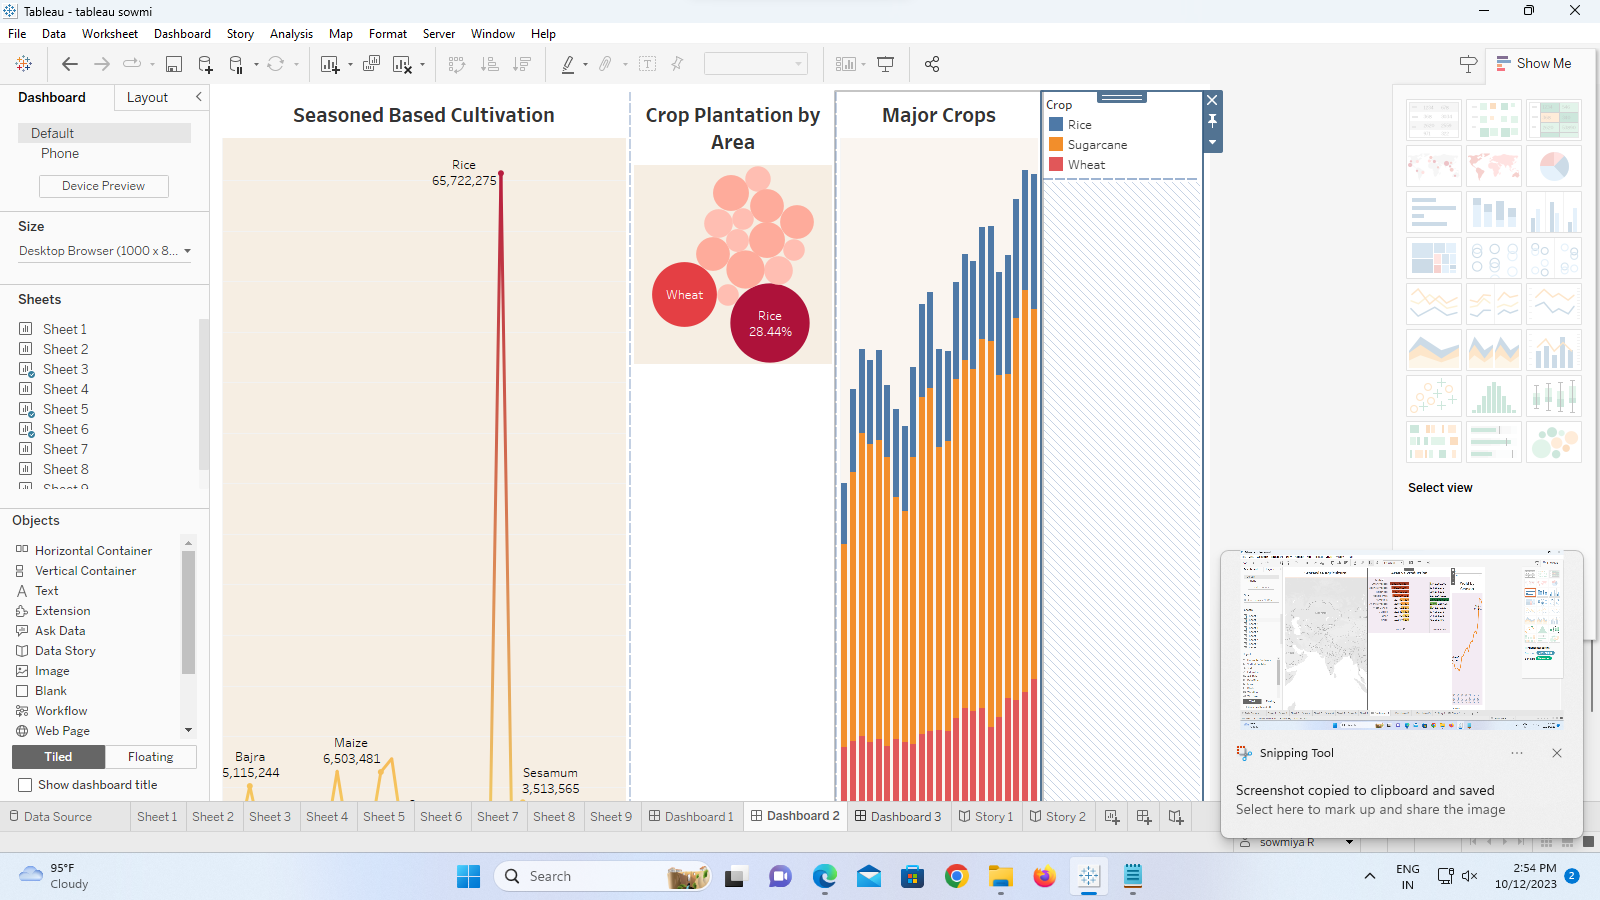 Tableau - tableau sowmi
File Data Worksheet Dashboard Story Analysis Map Format Server Window Help
Show Me
Dashboard Layout
Default
Phone
Device Preview
Size
Desktop Browser (1000 x 8...
Sheets
Sheet 1
Sheet 2
Sheet 3
Sheet 4
Sheet 5
Sheet 6
Sheet 7
Sheet 8
Sheet 9
Objects
Horizontal Container
Vertical Container
Text
Extension
Ask Data
Data Story
Image
Blank
Workflow
Web Page
Tiled Floating
Show dashboard title
Seasoned Based Cultivation
Rice
65,722,275
Bajra
5,115,244
Maize
6,503,481
Sesamum
3,513,565
Crop Plantation by
Area
Wheat
Rice
28.44%
Major Crops
Crop
Rice
Sugarcane
Wheat
Select view
Snipping Tool
Screenshot copied to clipboard and saved
Select here to mark up and share the image
Data Source Sheet 1 Sheet 2 Sheet 3 Sheet 4 Sheet 5 Sheet 6 Sheet 7 Sheet 8 Sheet 9 Dashboard 1 Dashboard 2 Dashboard 3 Story 1 Story 2
sowmiya R
95°F
Cloudy
Search
ENG
IN
2:54 PM
10/12/2023
2